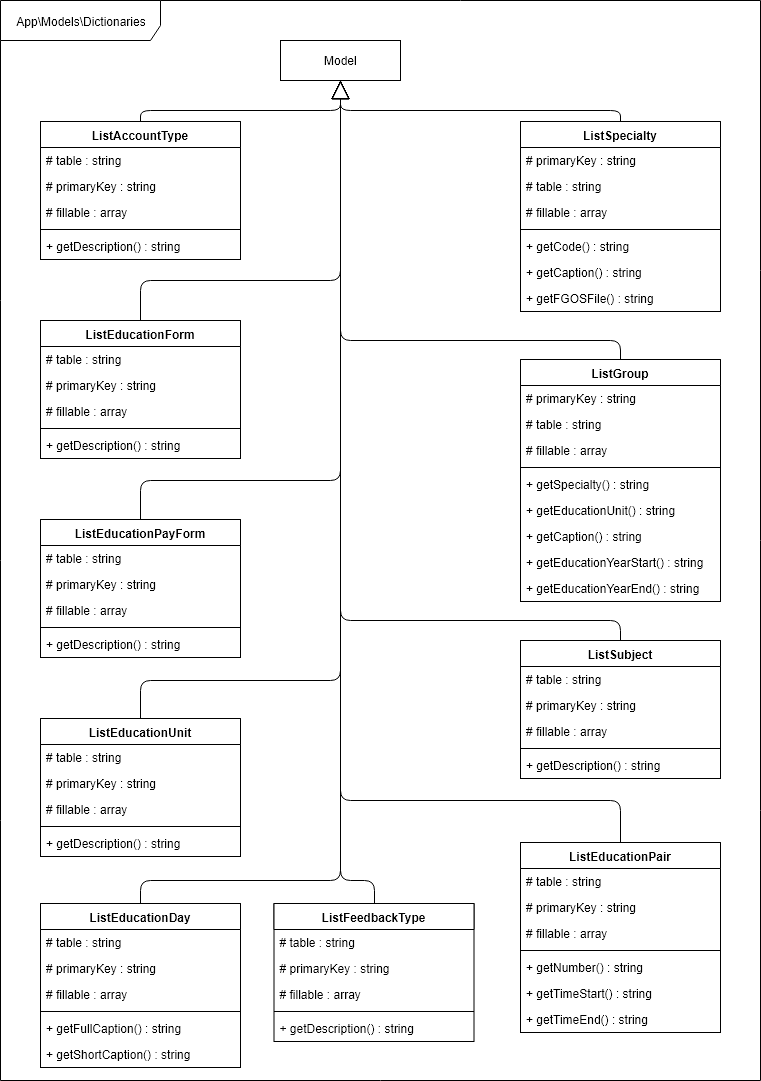 App\Models\Dictionaries
Model
ListAccountType
# table : string
# primaryKey : string
# fillable : array
+ getDescription() : string
ListSpecialty
# primaryKey : string
# table : string
# fillable : array
+ getCode() : string
+ getCaption() : string
+ getFGOSFile() : string
ListEducationForm
# table : string
# primaryKey : string
# fillable : array
+ getDescription() : string
ListGroup
# primaryKey : string
# table : string
# fillable : array
+ getSpecialty() : string
+ getEducationUnit() : string
+ getCaption() : string
+ getEducationYearStart() : string
+ getEducationYearEnd() : string
ListEducationPayForm
# table : string
# primaryKey : string
# fillable : array
+ getDescription() : string
ListSubject
# table : string
# primaryKey : string
# fillable : array
+ getDescription() : string
ListEducationUnit
# table : string
# primaryKey : string
# fillable : array
+ getDescription() : string
ListEducationPair
# table : string
# primaryKey : string
# fillable : array
+ getNumber() : string
+ getTimeStart() : string
+ getTimeEnd() : string
ListEducationDay
# table : string
# primaryKey : string
# fillable : array
+ getFullCaption() : string
+ getShortCaption() : string
ListFeedbackType
# table : string
# primaryKey : string
# fillable : array
+ getDescription() : string